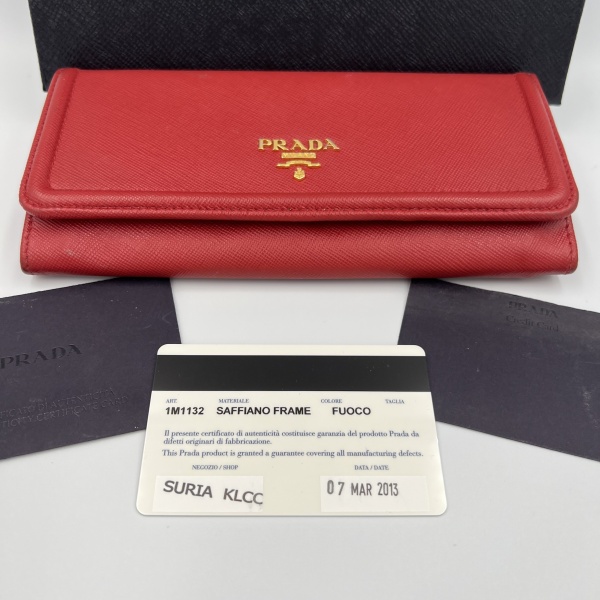 PRADA
MILANO
PRADA
PRADA
ART. MATERIALE COLORE TAGLIA
1M1132 SAFFIANO FRAME FUOCO
Il presente certificato di autenticità costituisce garanzia del prodotto Prada da
difetti originari di fabbricazione.
This Prada product is granted a guarantee covering all manufacturing defects.
NEGOZIO / SHOP DATA / DATE
SURIA KLCC 07 MAR 2013